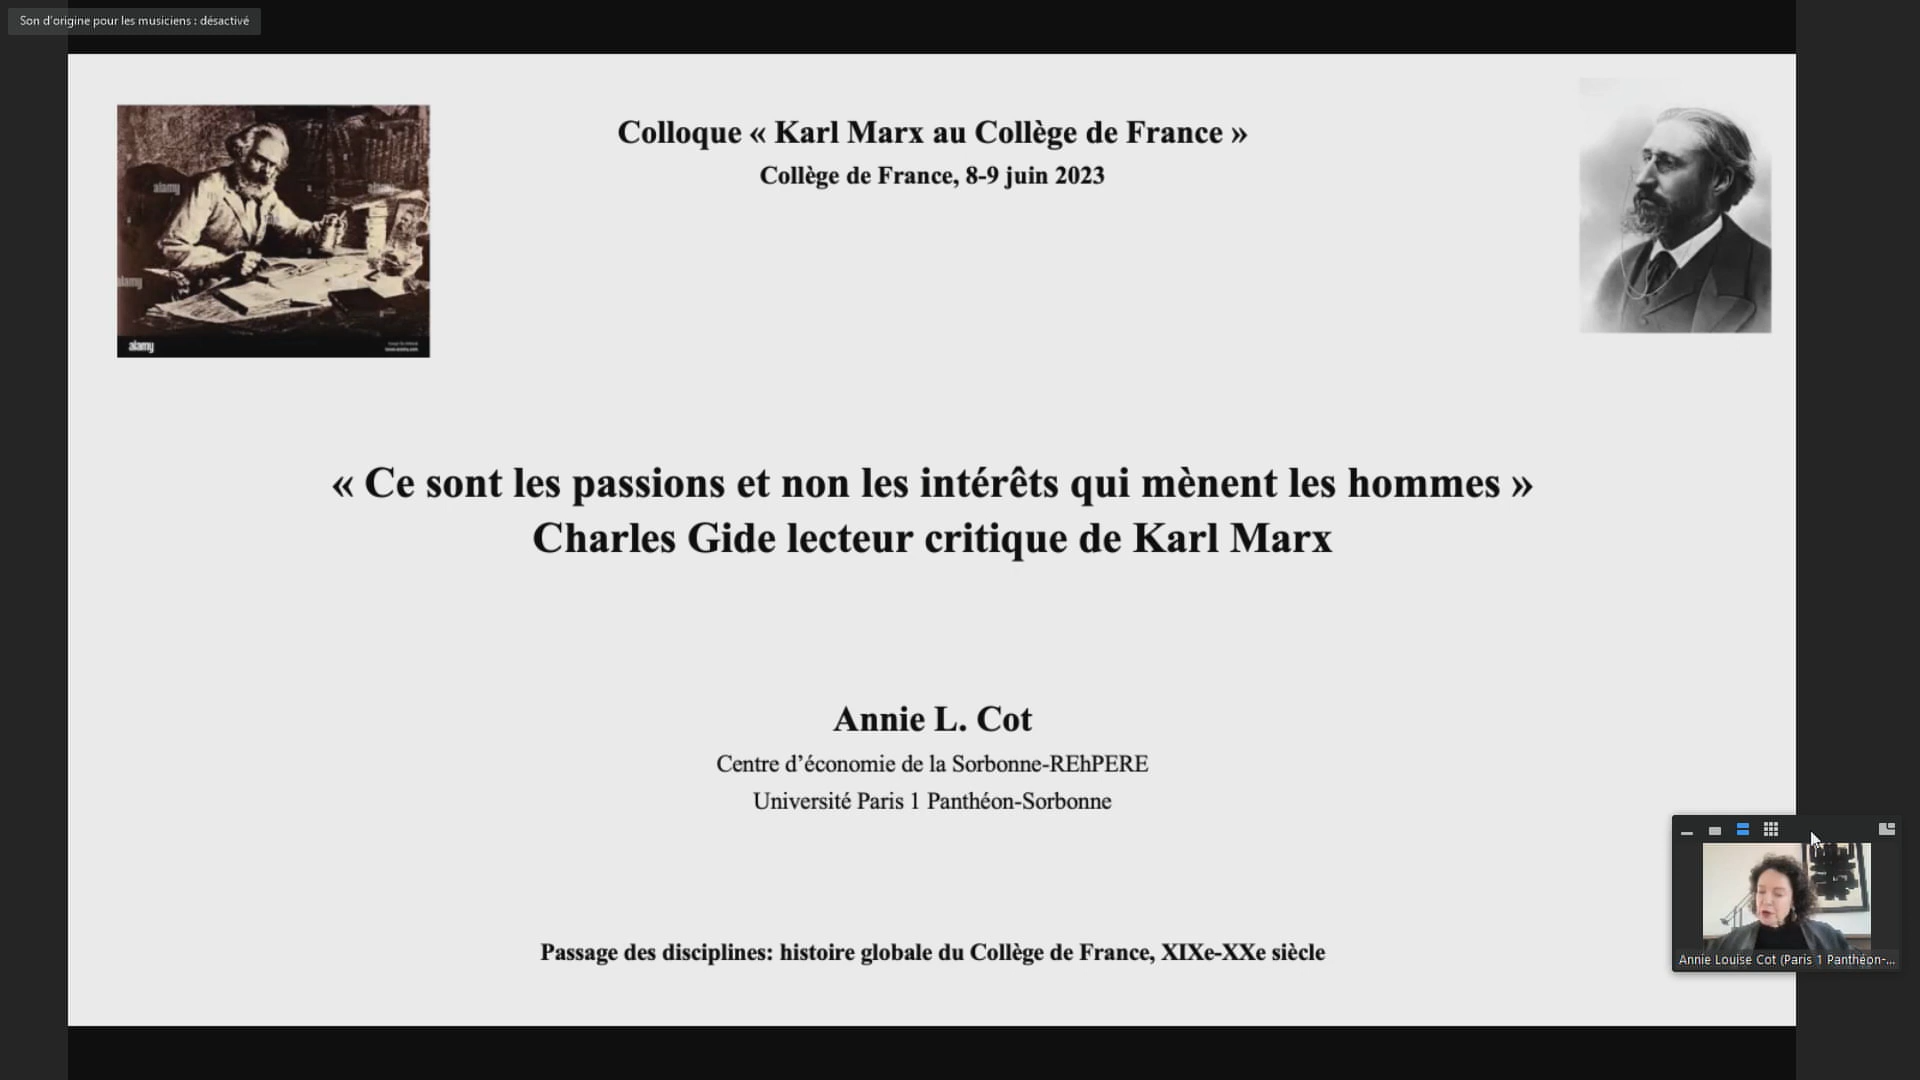 Son d'origine pour les musiciens : désactivé
Colloque « Karl Marx au Collège de France »
Collège de France, 8-9 juin 2023
alamy
alamy
alamy
alamy
« Ce sont les passions et non les intérêts qui mènent les hommes »
Charles Gide lecteur critique de Karl Marx
Annie L. Cot
Centre d’économie de la Sorbonne-REhPERE
Université Paris 1 Panthéon-Sorbonne
Passage des disciplines: histoire globale du Collège de France, XIXe-XXe siècle
Annie Louise Cot (Paris 1 Panthéon-...